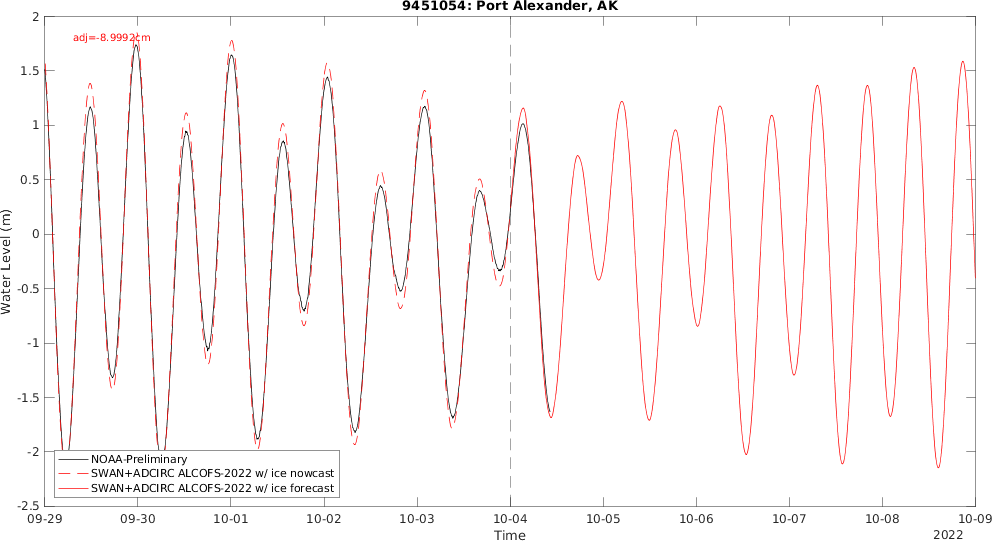 9451054: Port Alexander, AK
adj=-8.9992cm
Water Level (m)
2
1.5
1
0.5
0
-0.5
-1
-1.5
-2
-2.5
NOAA-Preliminary
SWAN+ADCIRC ALCOFS-2022 w/ ice nowcast
SWAN+ADCIRC ALCOFS-2022 w/ ice forecast
09-29 09-30 10-01 10-02 10-03 10-04 10-05 10-06 10-07 10-08 10-09
Time
2022